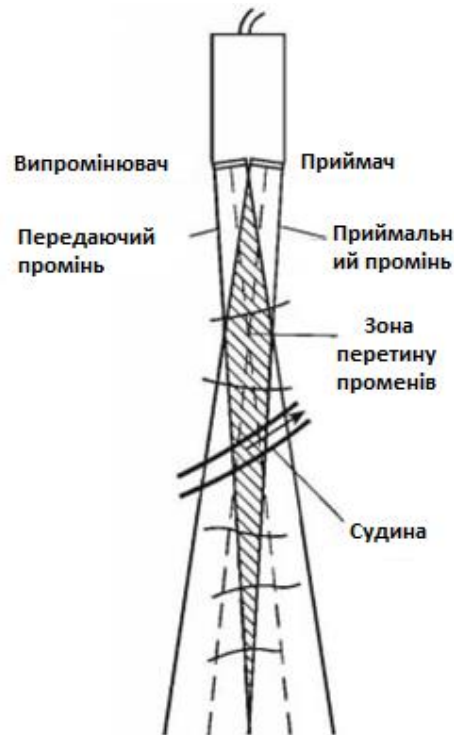 Випромінювач
Приймач
Передаючий
промінь
Приймальн
ий промінь
Зона
перетину
променів
Судина